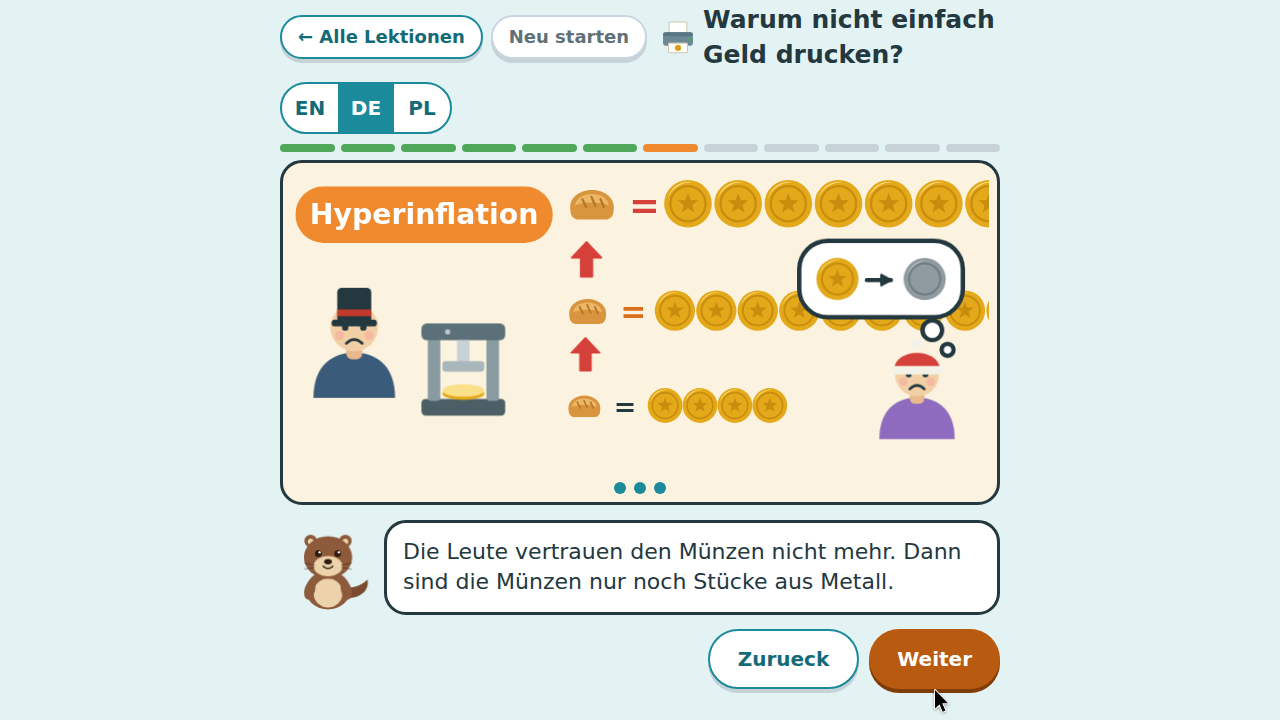 ← Alle Lektionen
Neu starten
Warum nicht einfach
Geld drucken?
EN DE PL
Hyperinflation
=
=
=
Die Leute vertrauen den Münzen nicht mehr. Dann
sind die Münzen nur noch Stücke aus Metall.
Zurueck
Weiter